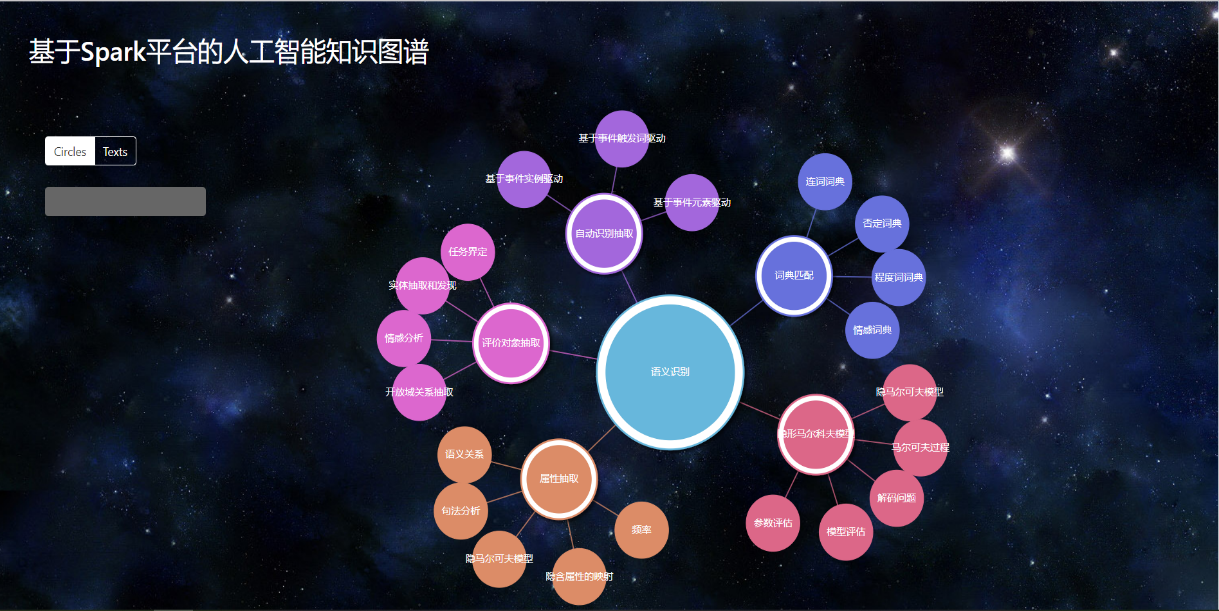 基于Spark平台的人工智能知识图谱
Circles
Texts
基于事件触发词驱动
基于事件实例驱动
基于事件元素驱动
自动识别抽取
连词词典
否定词典
程度词词典
情感词典
词典匹配
任务界定
实体抽取和发现
情感分析
开放域关系抽取
评价对象抽取
语义识别
隐马尔可夫模型
马尔可夫过程
解码问题
模型评估
参数评估
隐形马尔科夫模型
属性抽取
语义关系
句法分析
隐马尔可夫模型
隐含属性的映射
频率